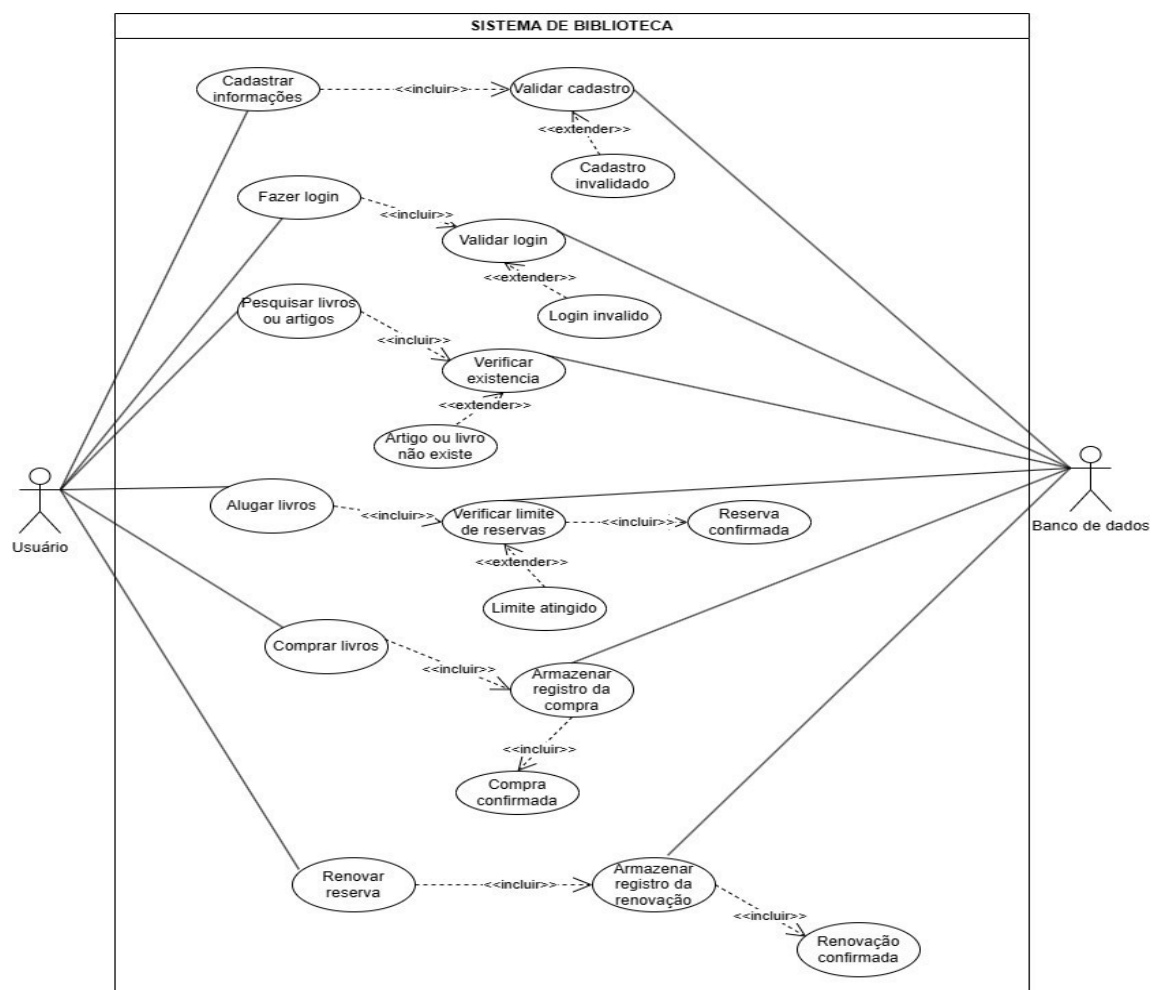 SISTEMA DE BIBLIOTECA
Cadastrar
informações
<<incluir>>
Validar cadastro
<<extender>>
Cadastro
invalidado
Fazer login
<<incluir>>
Validar login
<<extender>>
Login invalido
Pesquisar livros
ou artigos
<<incluir>>
Verificar
existencia
<<extender>>
Artigo ou livro
não existe
Usuário
Banco de dados
Alugar livros
<<incluir>>
Verificar limite
de reservas
<<incluir>>
Reserva
confirmada
<<extender>>
Limite atingido
Comprar livros
<<incluir>>
Armazenar
registro da
compra
<<incluir>>
Compra
confirmada
Renovar
reserva
<<incluir>>
Armazenar
registro da
renovação
<<incluir>>
Renovação
confirmada